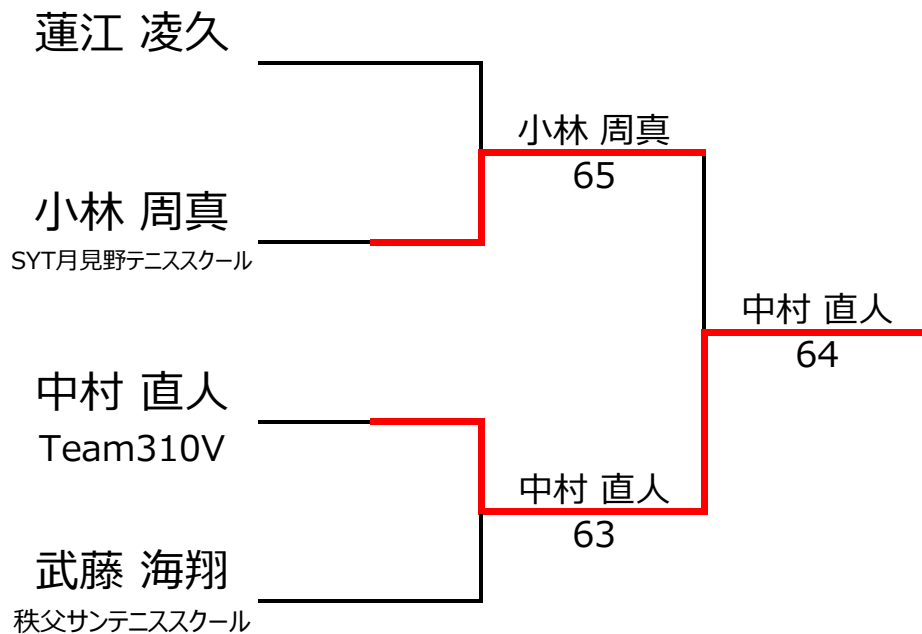 蓮江 凌久
小林 周真
65
小林 周真
SYT月見野テニススクール
中村 直人
64
中村 直人
Team310V
中村 直人
63
武藤 海翔
秩父サンテニススクール